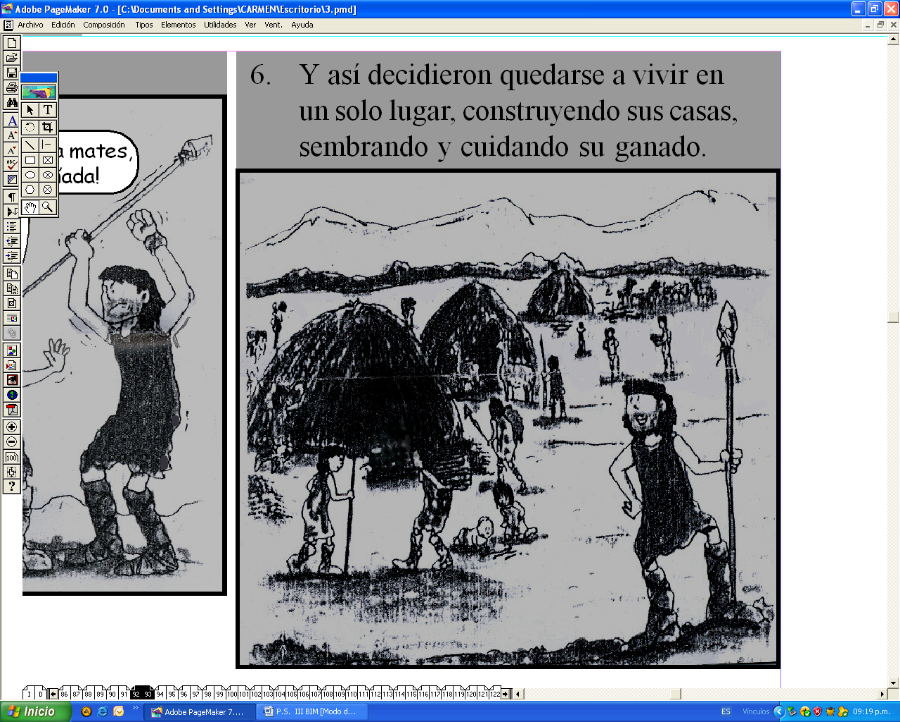 Adobe PageMaker 7.0 - [C:\Documents and Settings\CARMEN\Escritorio\3.pmd]
Archivo Edición Composición Tipos Elementos Utilidades Ver Vent. Ayuda
6. Y así decidieron quedarse a vivir en
un solo lugar, construyendo sus casas,
sembrando y cuidando su ganado.
a mates,
íada!
1 D 86 87 88 89 90 91 92 93 94 95 96 97 98 99 100 101 102 103 104 105 106 107 108 109 110 111 112 113 114 115 116 117 118 119 120 121 122
Inicio
Adobe PageMaker 7....
P.S. III BIM [Modo d...
ES
Vínculos
09:19 p.m.